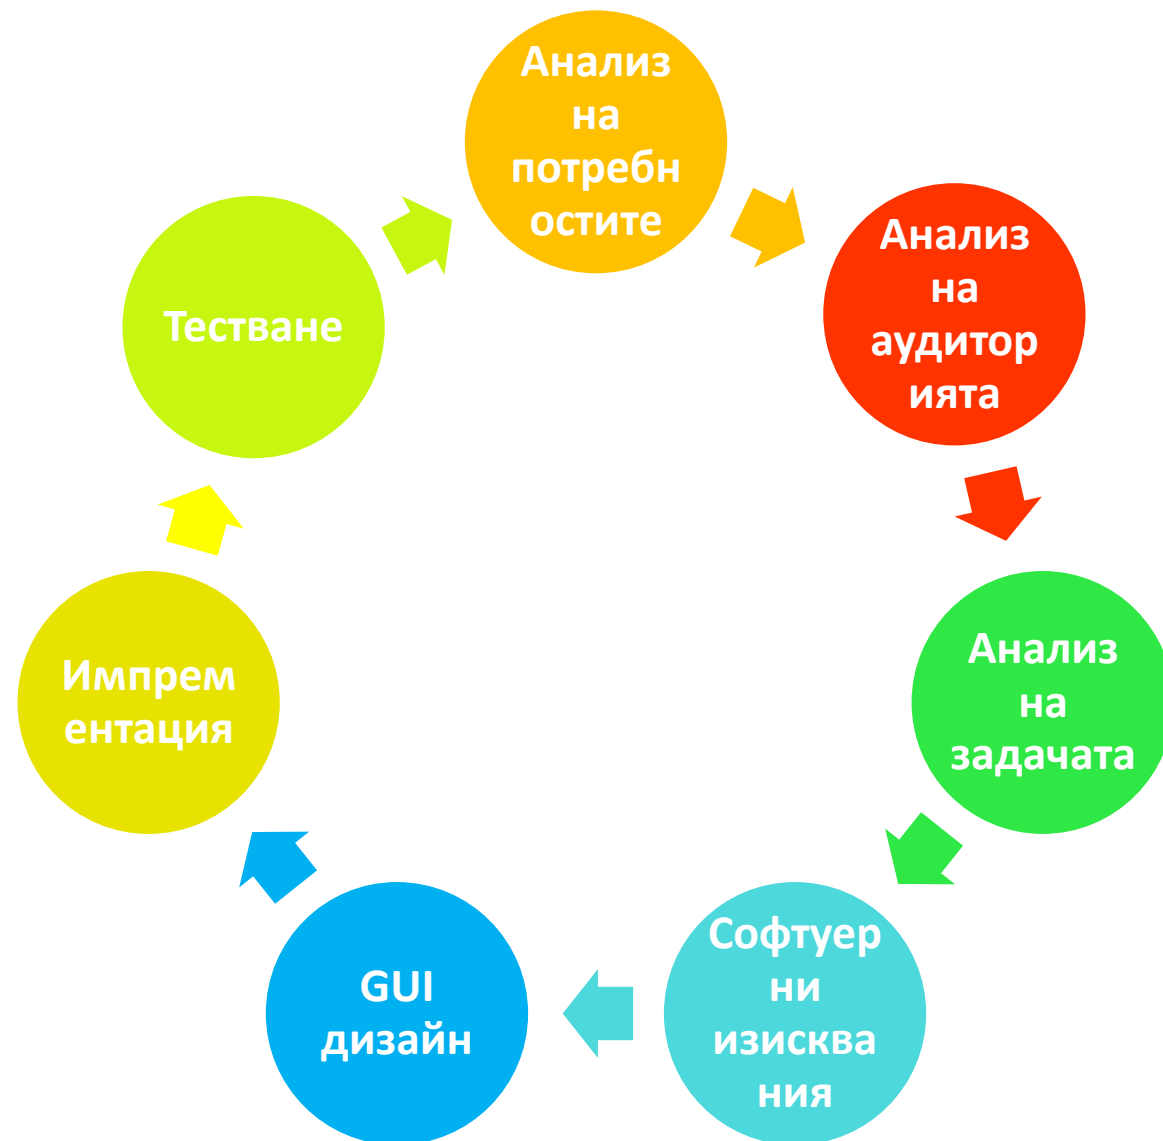 Анализ
на
потребн
остите
Анализ
на
аудитор
ията
Анализ
на
задачата
Софтуер
ни
изисква
ния
GUI
дизайн
Импрем
ентация
Тестване